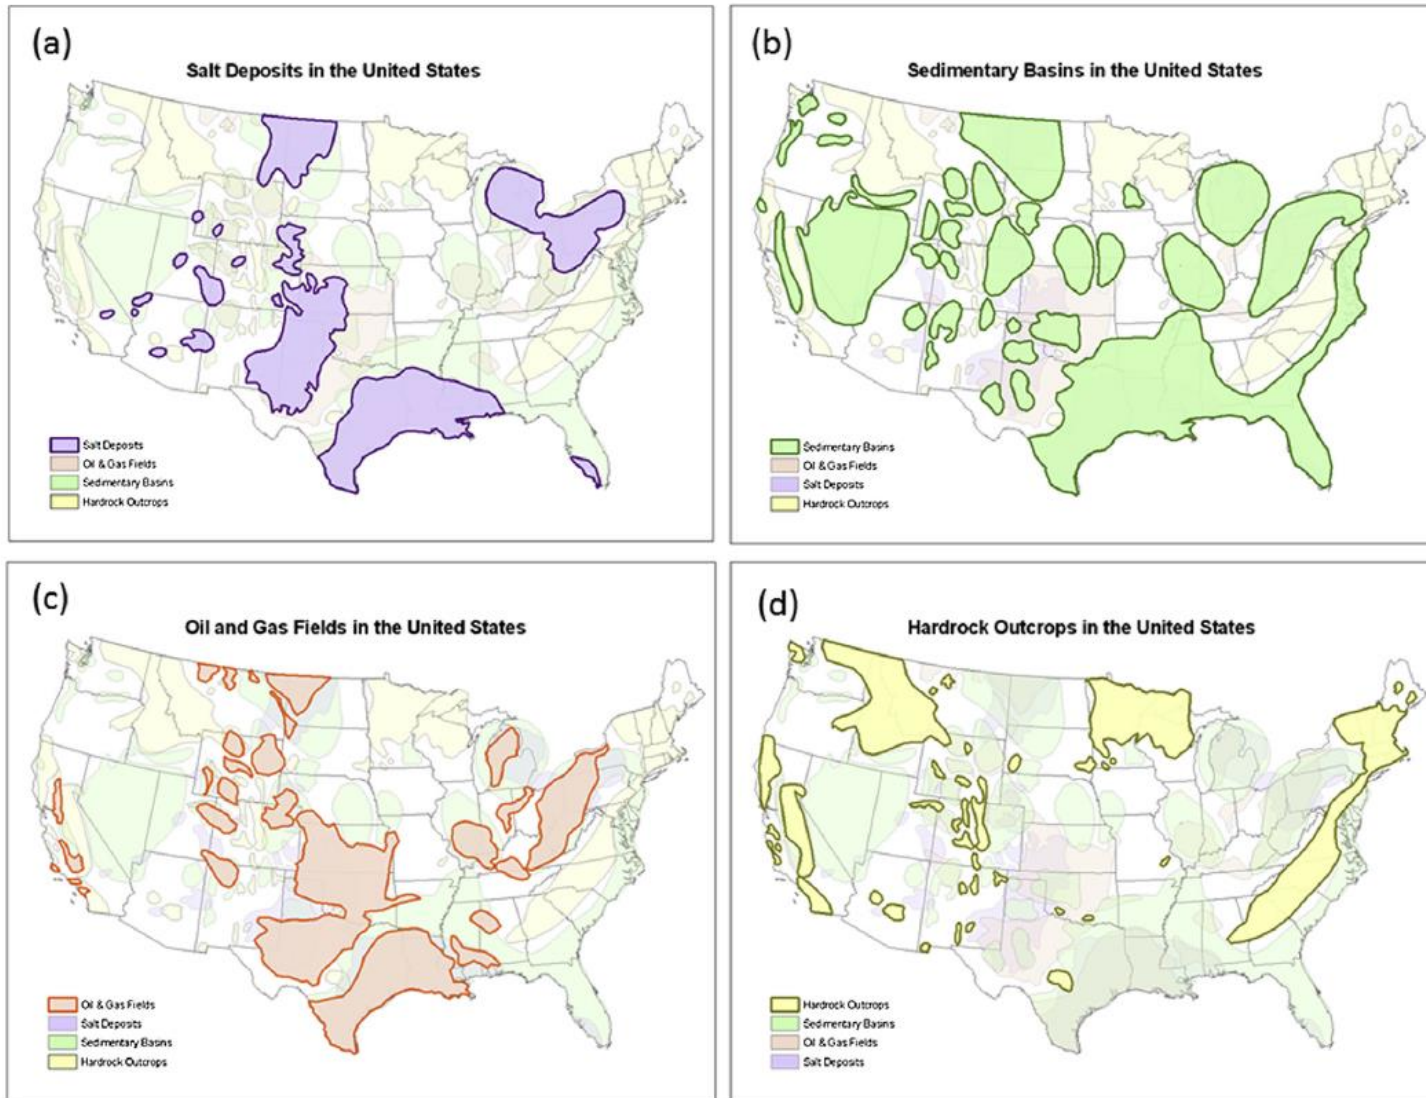 (a)
Salt Deposits in the United States
Salt Deposits
Oil & Gas Fields
Sedimentary Basins
Hardrock Outcrops
(b)
Sedimentary Basins in the United States
Sedimentary Basins
Oil & Gas Fields
Salt Deposits
Hardrock Outcrops
(c)
Oil and Gas Fields in the United States
Oil & Gas Fields
Salt Deposits
Sedimentary Basins
Hardrock Outcrops
(d)
Hardrock Outcrops in the United States
Hardrock Outcrops
Sedimentary Basins
Oil & Gas Fields
Salt Deposits